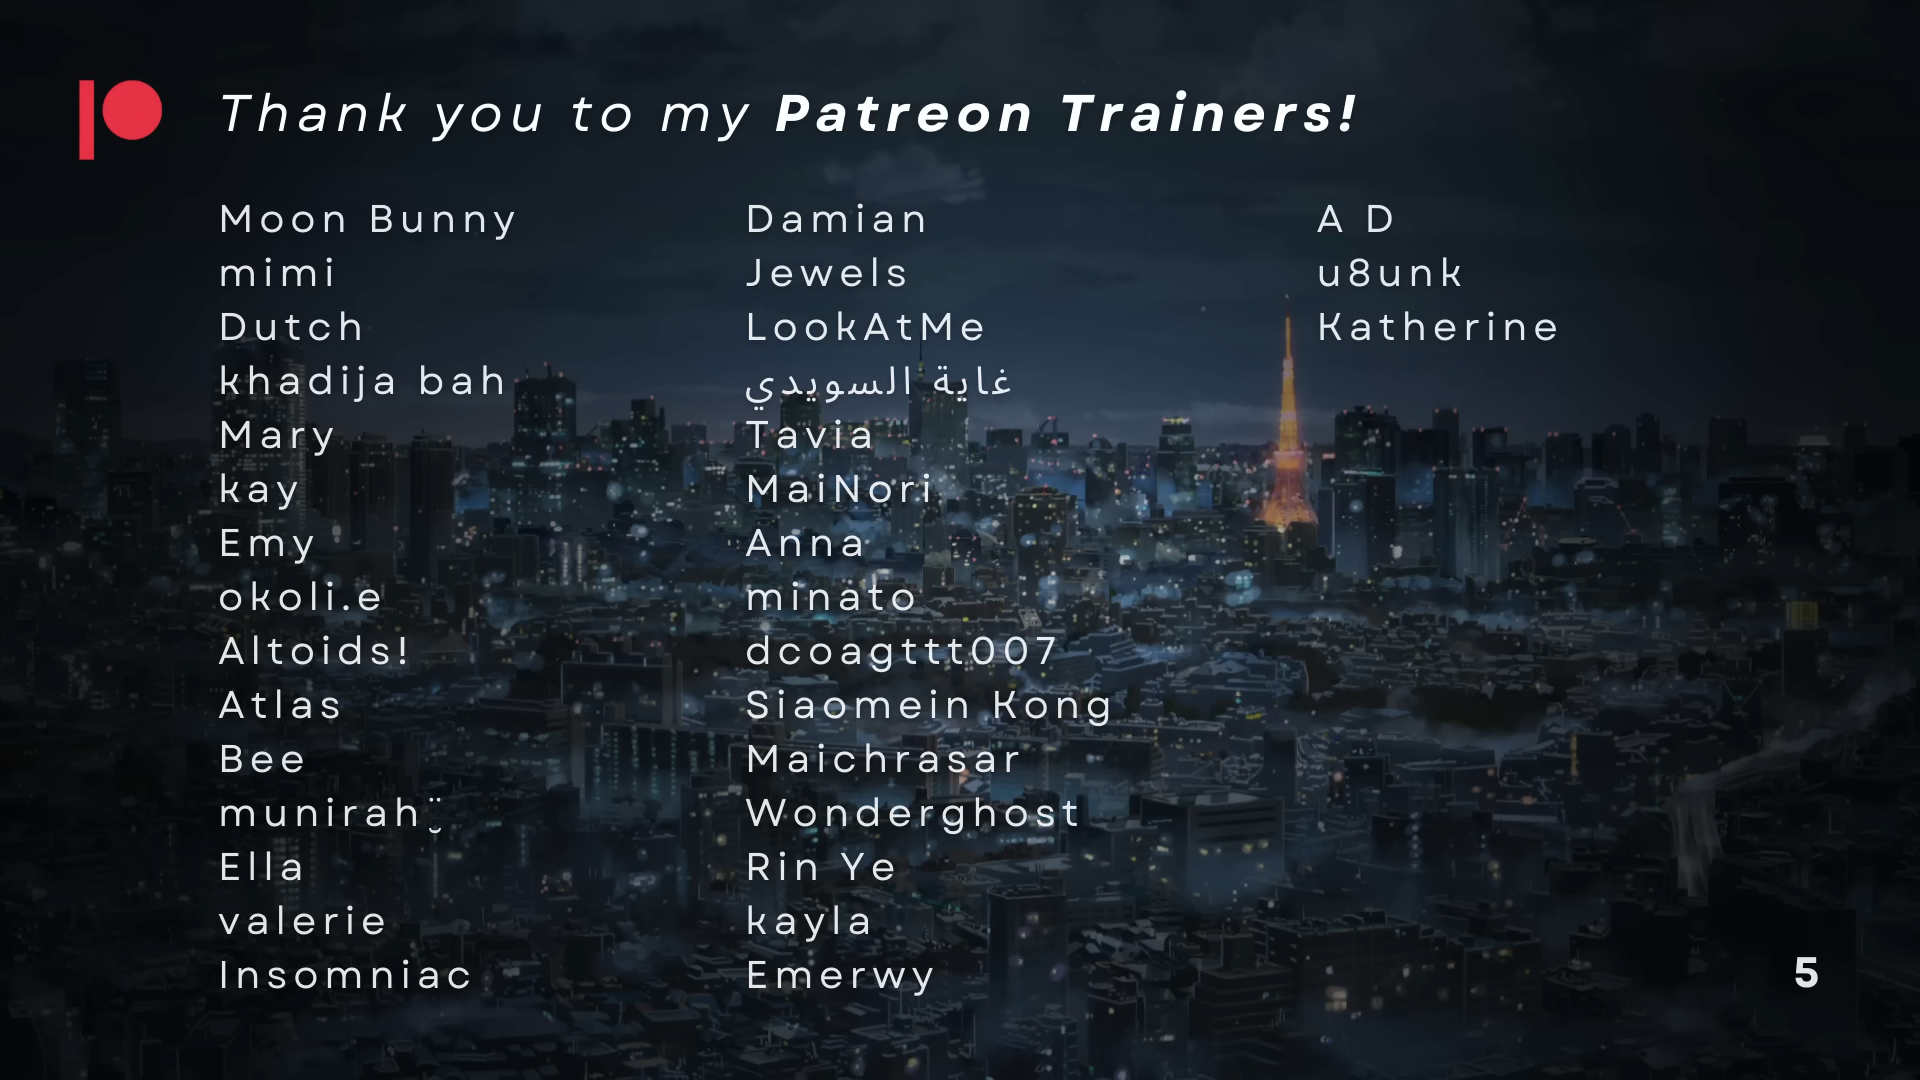 Thank you to my Patreon Trainers!
Moon Bunny
mimi
Dutch
khadija bah
Mary
kay
Emy
okoli.e
Altoids!
Atlas
Bee
munirah ̮̈
Ella
valerie
Insomniac
Damian
Jewels
LookAtMe
غاية السويدي
Tavia
MaiNori
Anna
minato
dcoagttt007
Siaomein Kong
Maichrasar
Wonderghost
Rin Ye
kayla
Emerwy
A D
u8unk
Katherine
5